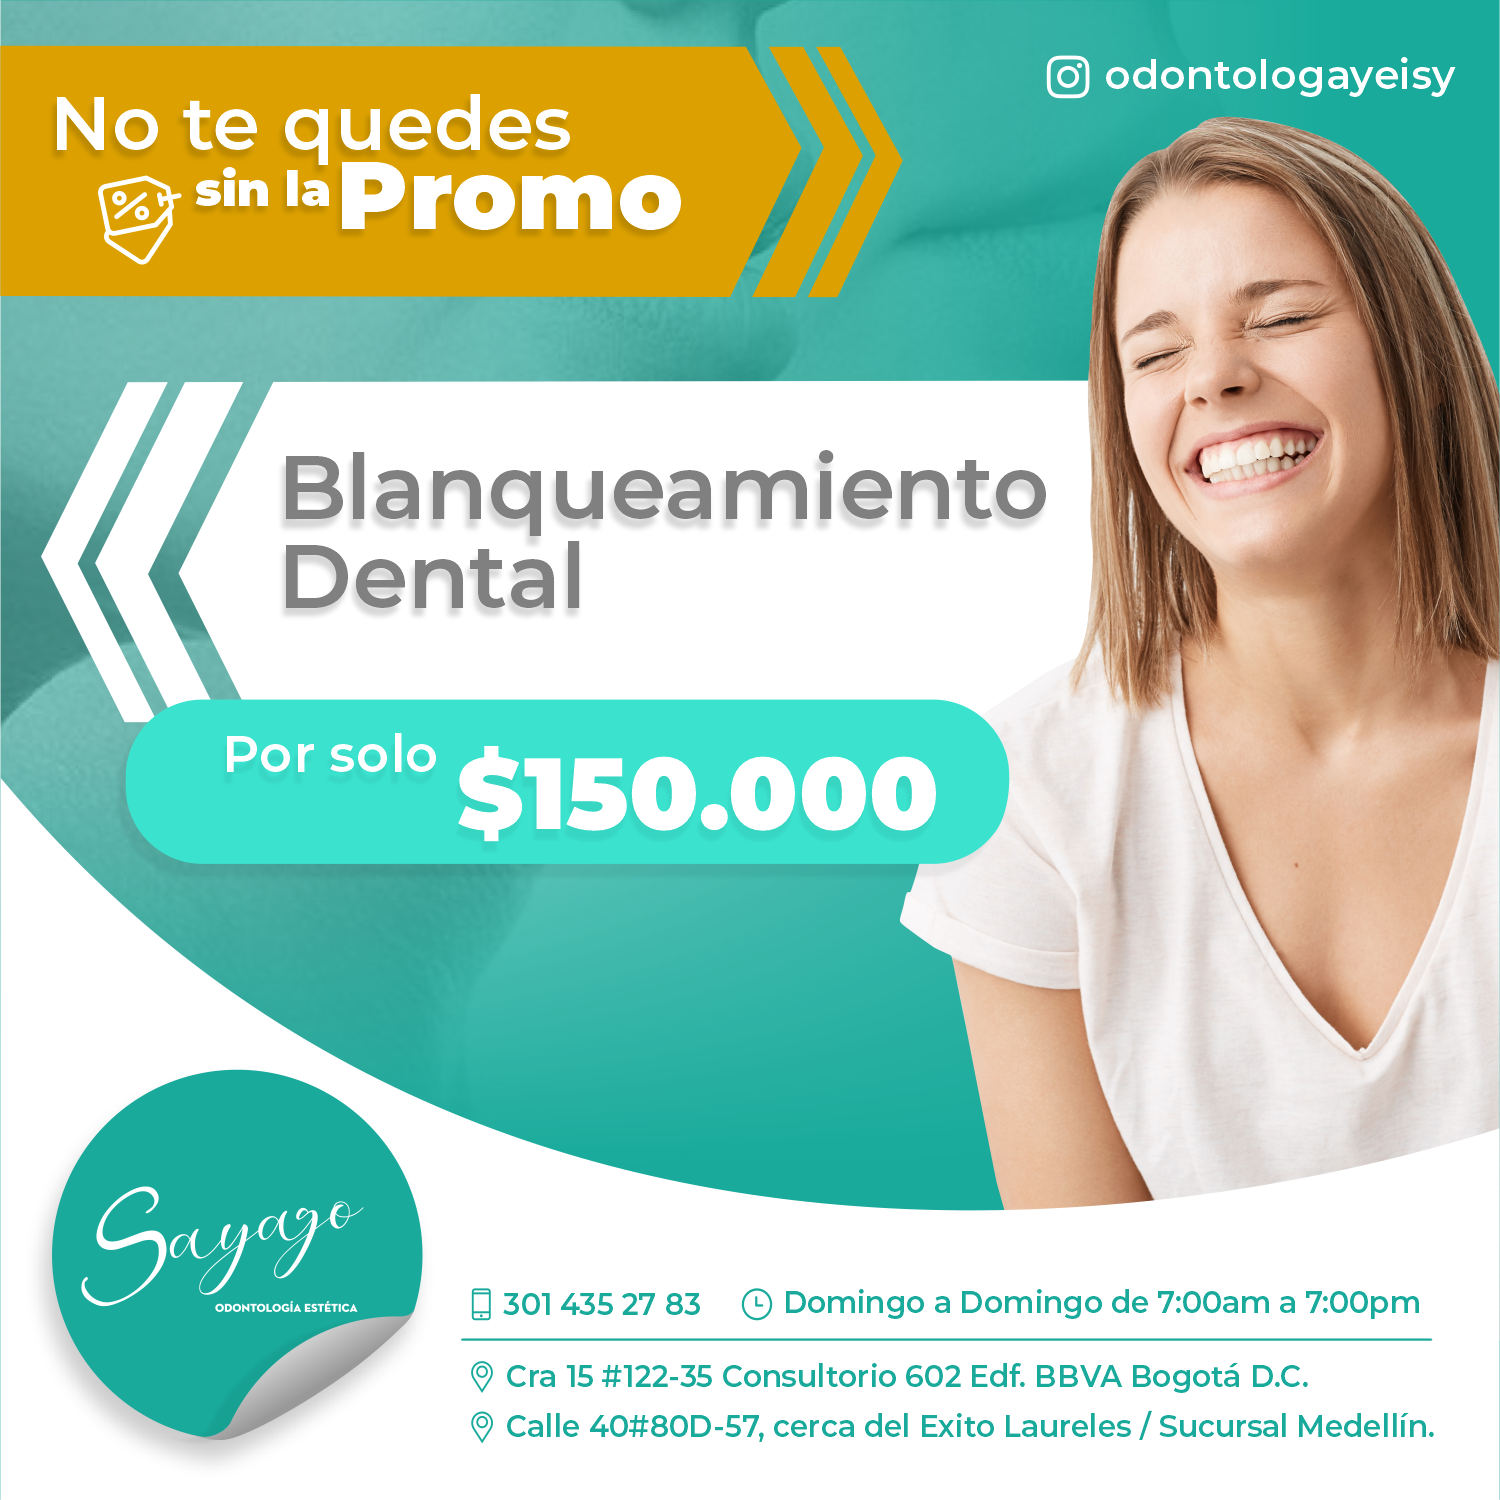 odontologayeisy
No te quedes
sin la Promo
Blanqueamiento
Dental
Por solo $150.000
Sayago
ODONTOLOGÍA ESTÉTICA
301 435 27 83
Domingo a Domingo de 7:00am a 7:00pm
Cra 15 #122-35 Consultorio 602 Edf. BBVA Bogotá D.C.
Calle 40#80D-57, cerca del Exito Laureles / Sucursal Medellín.